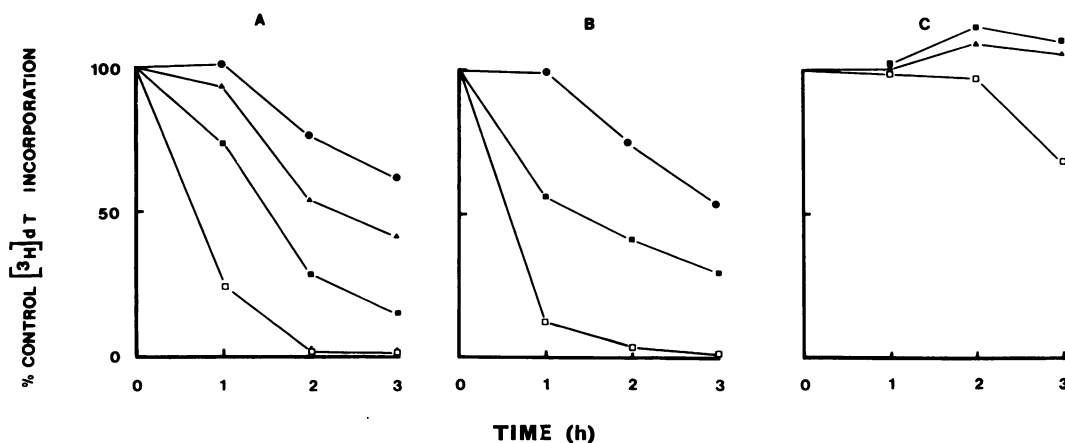 A
B
C
% CONTROL [³H]dT INCORPORATION
100
50
0
0 1 2 3
0 1 2 3
0 1 2 3
TIME (h)